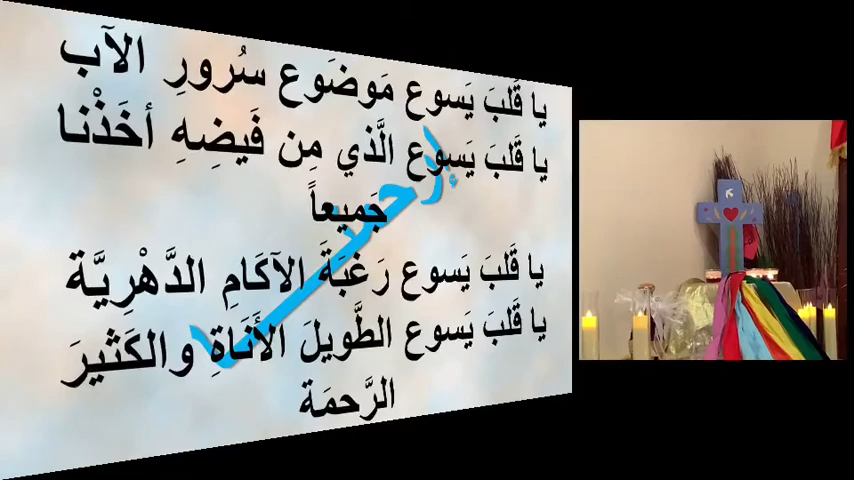 يا قَلبَ يَسوع مَوضَوع سُرورِ الآب
يا قَلبَ يَسوع الَّذي مِن فَيضِهِ أخَذْنا
جَميعاً
يا قَلبَ يَسوع رَغبَةَ الآكَامِ الدَّهْرِيَّة
يا قَلبَ يَسوع الطَّويلَ الأَنَاةِ والكَثيرَ
الرَّحمَة
إرحمنا